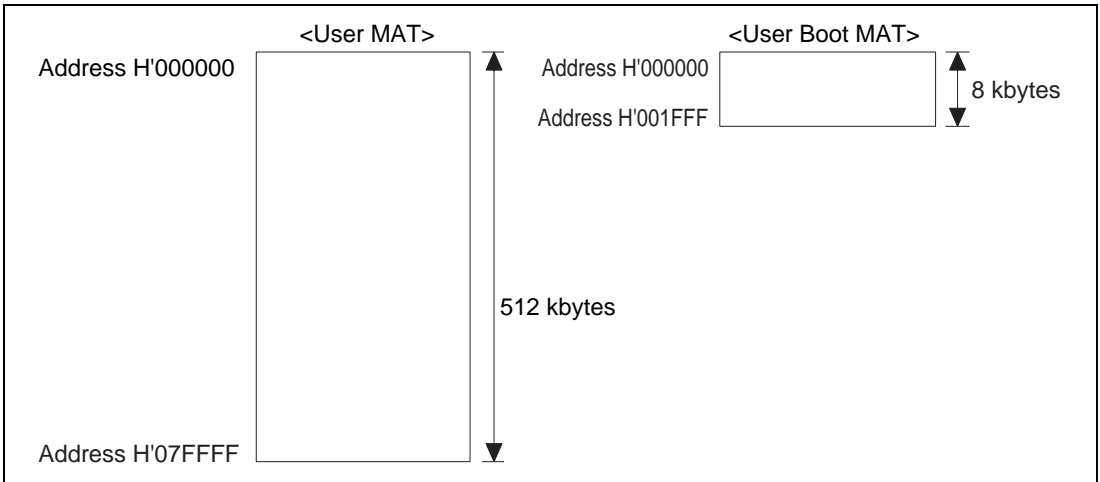 <User MAT>
Address H'000000
512 kbytes
Address H'07FFFF
<User Boot MAT>
Address H'000000
8 kbytes
Address H'001FFF